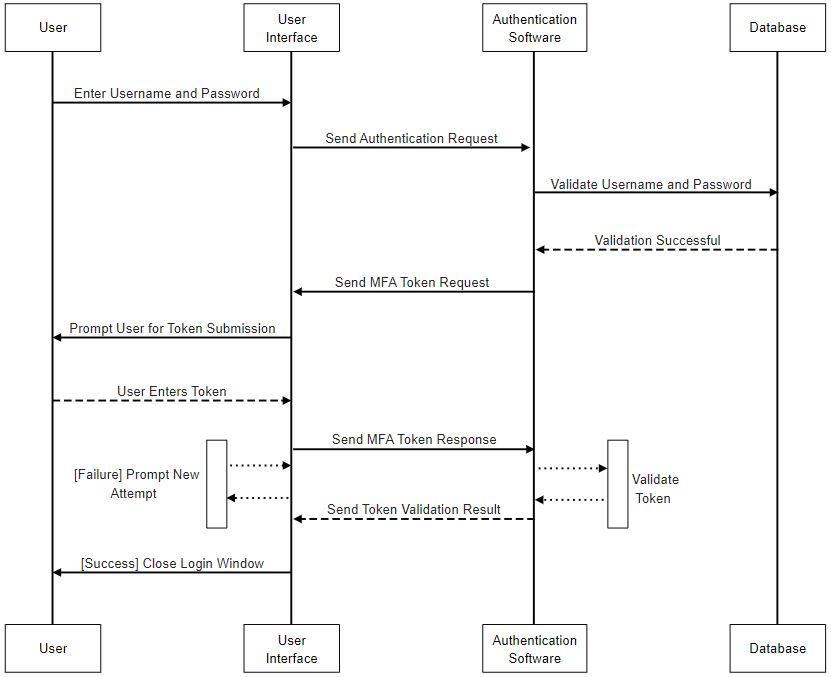 User
User
Interface
Authentication
Software
Database
Enter Username and Password
Send Authentication Request
Validate Username and Password
Validation Successful
Send MFA Token Request
Prompt User for Token Submission
User Enters Token
Send MFA Token Response
[Failure] Prompt New
Attempt
Validate
Token
Send Token Validation Result
[Success] Close Login Window
User
User
Interface
Authentication
Software
Database